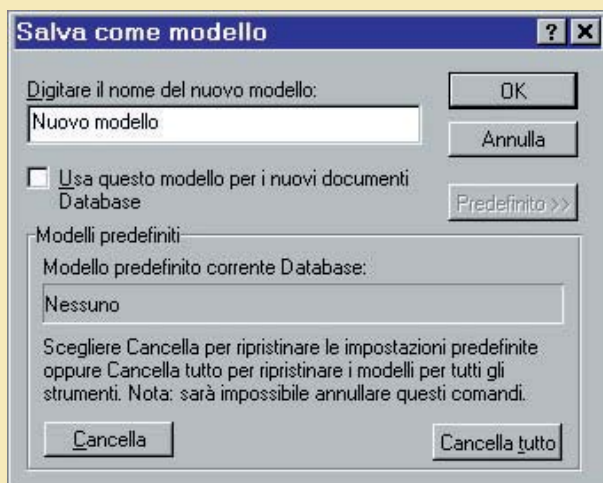 Salva come modello
Digitare il nome del nuovo modello:
OK
Nuovo modello
Annulla
Usa questo modello per i nuovi documenti
Database
Predefinito >>
Modelli predefiniti
Modello predefinito corrente Database:
Nessuno
Scegliere Cancella per ripristinare le impostazioni predefinite
oppure Cancella tutto per ripristinare i modelli per tutti gli
strumenti. Nota: sarà impossibile annullare questi comandi.
Cancella
Cancella tutto